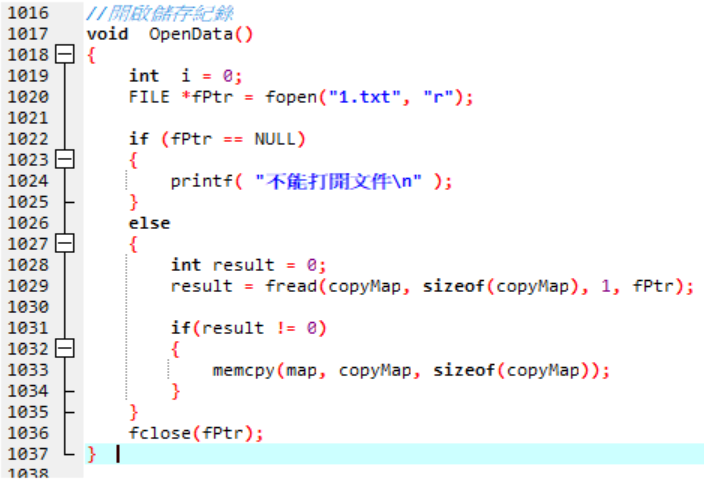 1016 //開啟儲存紀錄
1017 void  OpenData()
1018 {
1019     int  i = 0;
1020     FILE *fPtr = fopen("1.txt", "r");
1021
1022     if (fPtr == NULL)
1023     {
1024         printf( "不能打開文件\n" );
1025     }
1026     else
1027     {
1028         int result = 0;
1029         result = fread(copyMap, sizeof(copyMap), 1, fPtr);
1030
1031         if(result != 0)
1032         {
1033             memcpy(map, copyMap, sizeof(copyMap));
1034         }
1035     }
1036     fclose(fPtr);
1037 }
1038